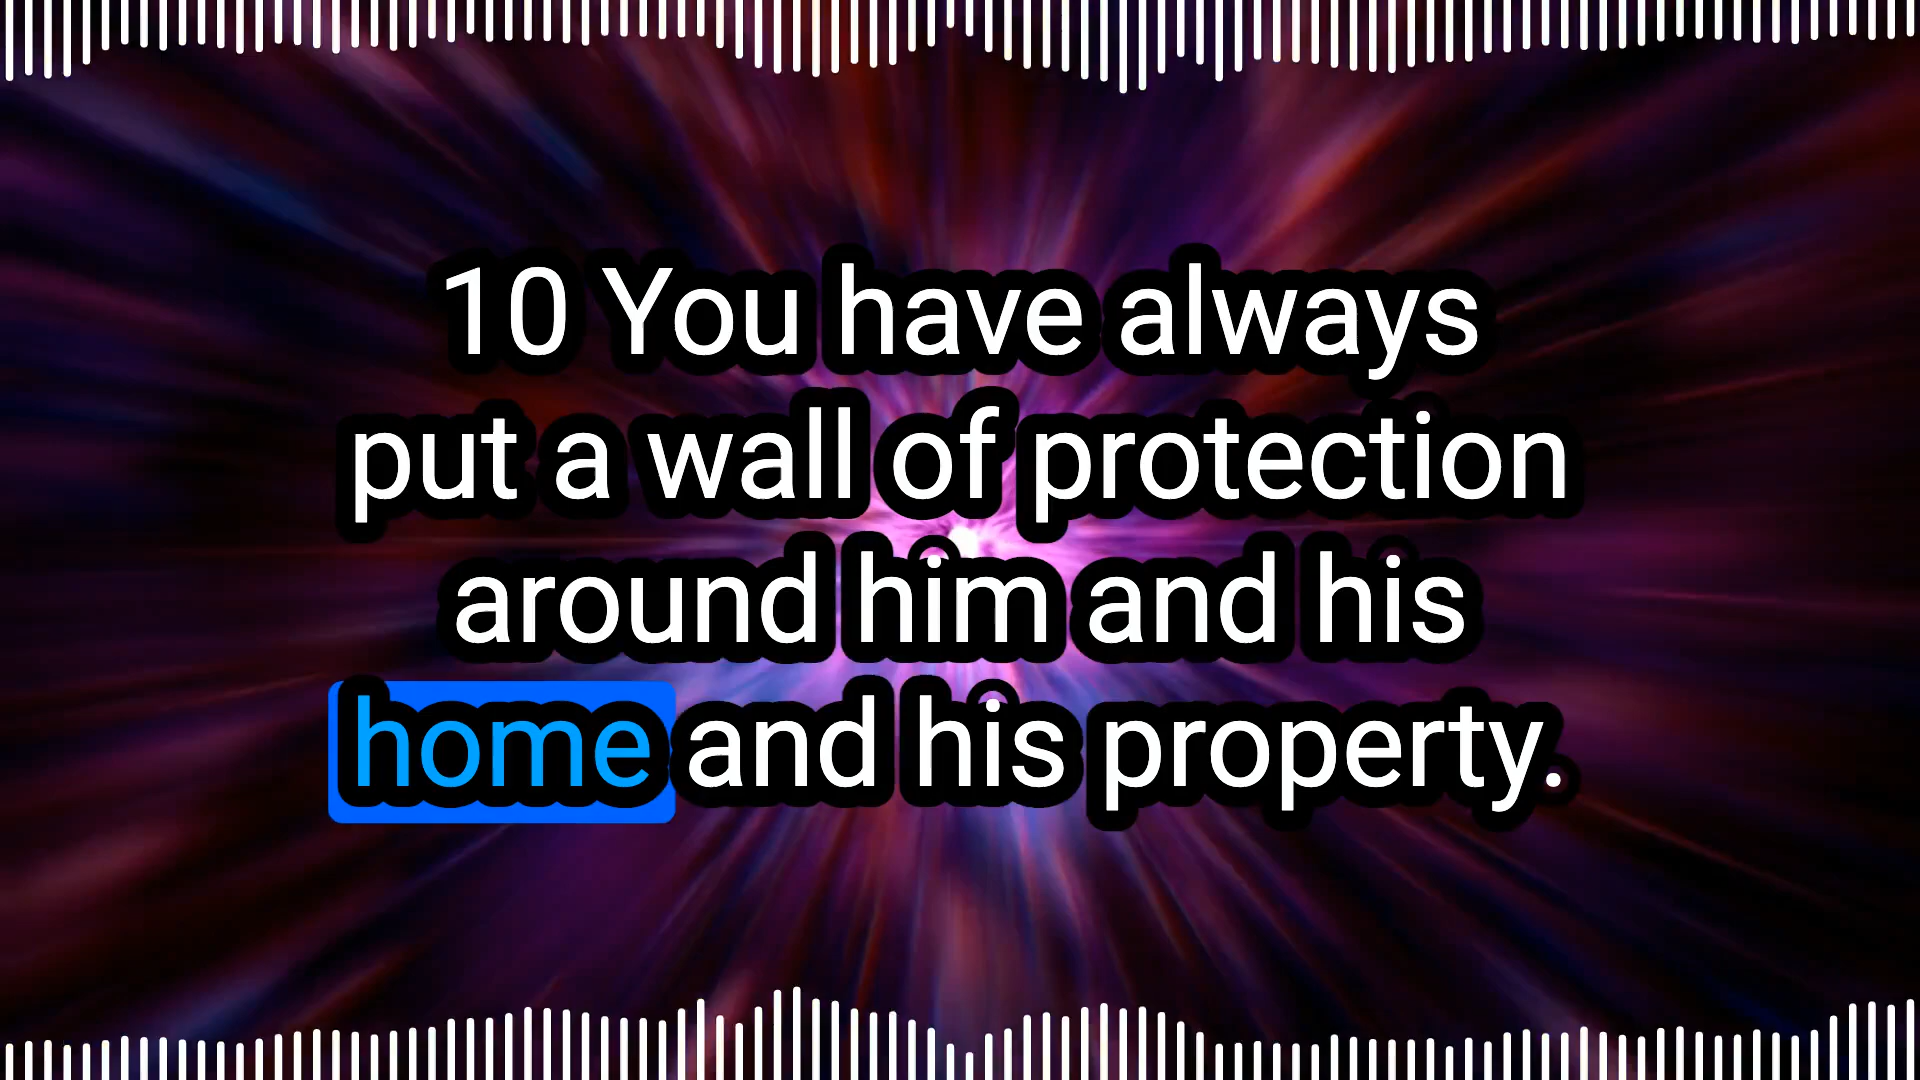 10 You have always
put a wall of protection
around him and his
home and his property.